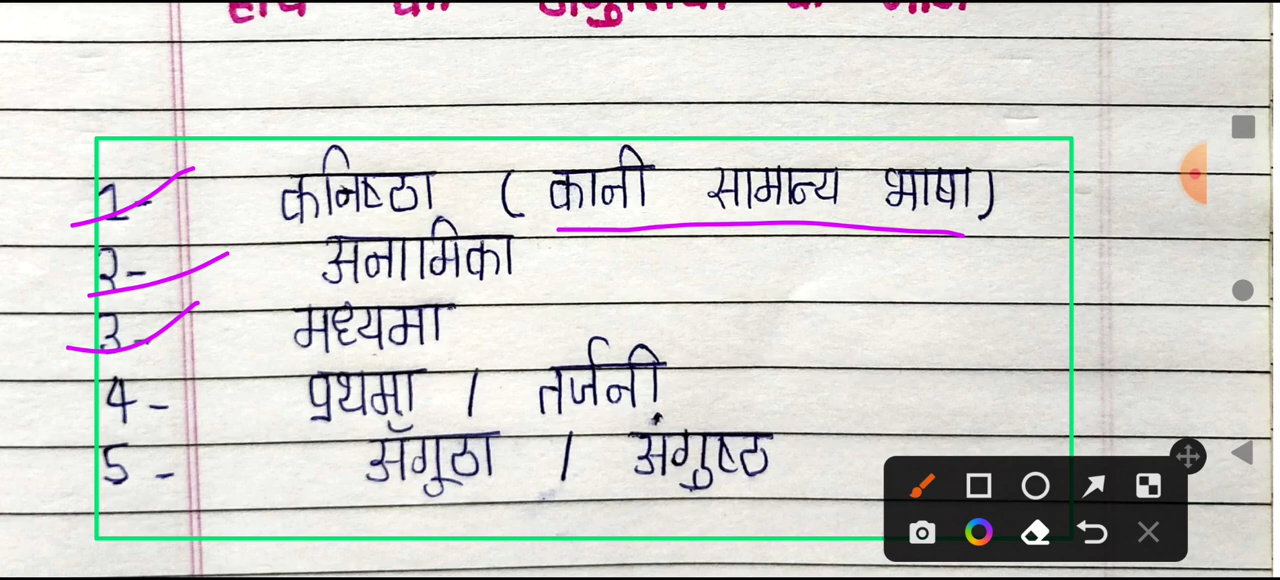 1- कनिष्ठा ( कानी सामान्य भाषा)
2- अनामिका
3- मध्यमा
4- प्रथमा / तर्जनी
5- अँगूठा / अंगुष्ठ